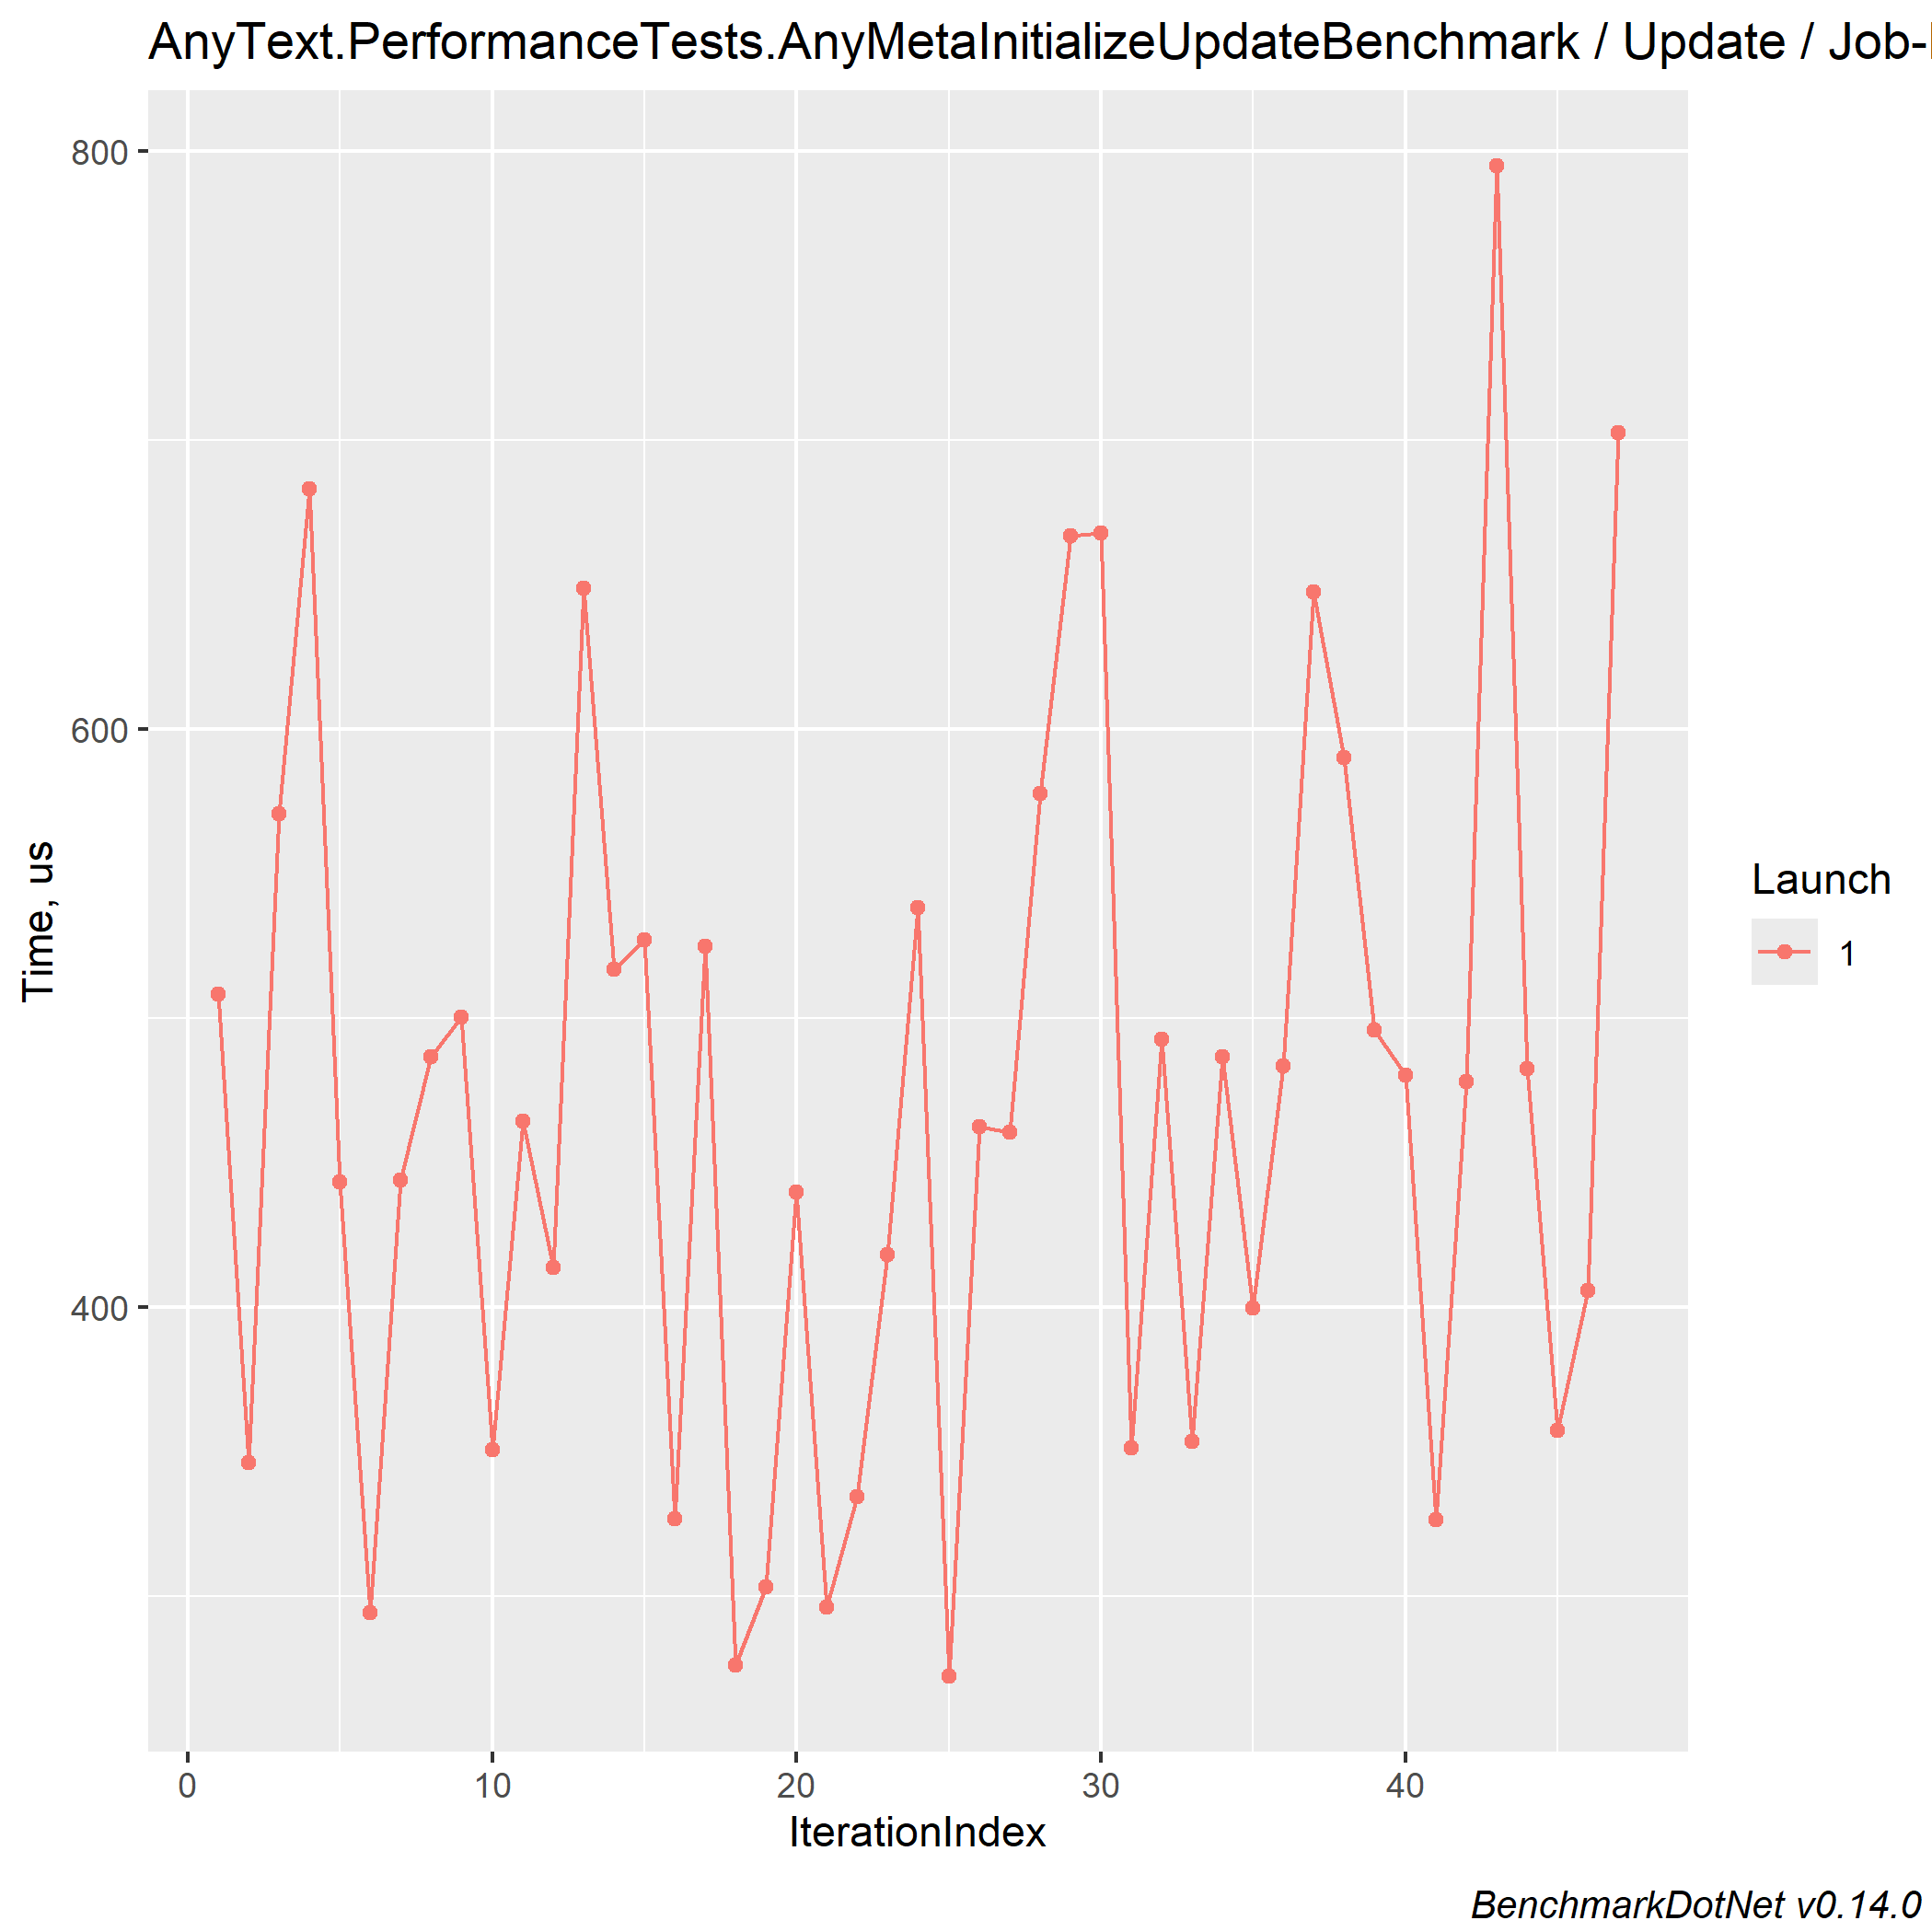 AnyText.PerformanceTests.AnyMetaInitializeUpdateBenchmark / Update /
800
600
400
Time, us
0 10 20 30 40
IterationIndex
Launch
1
BenchmarkDotNet v0.14.0